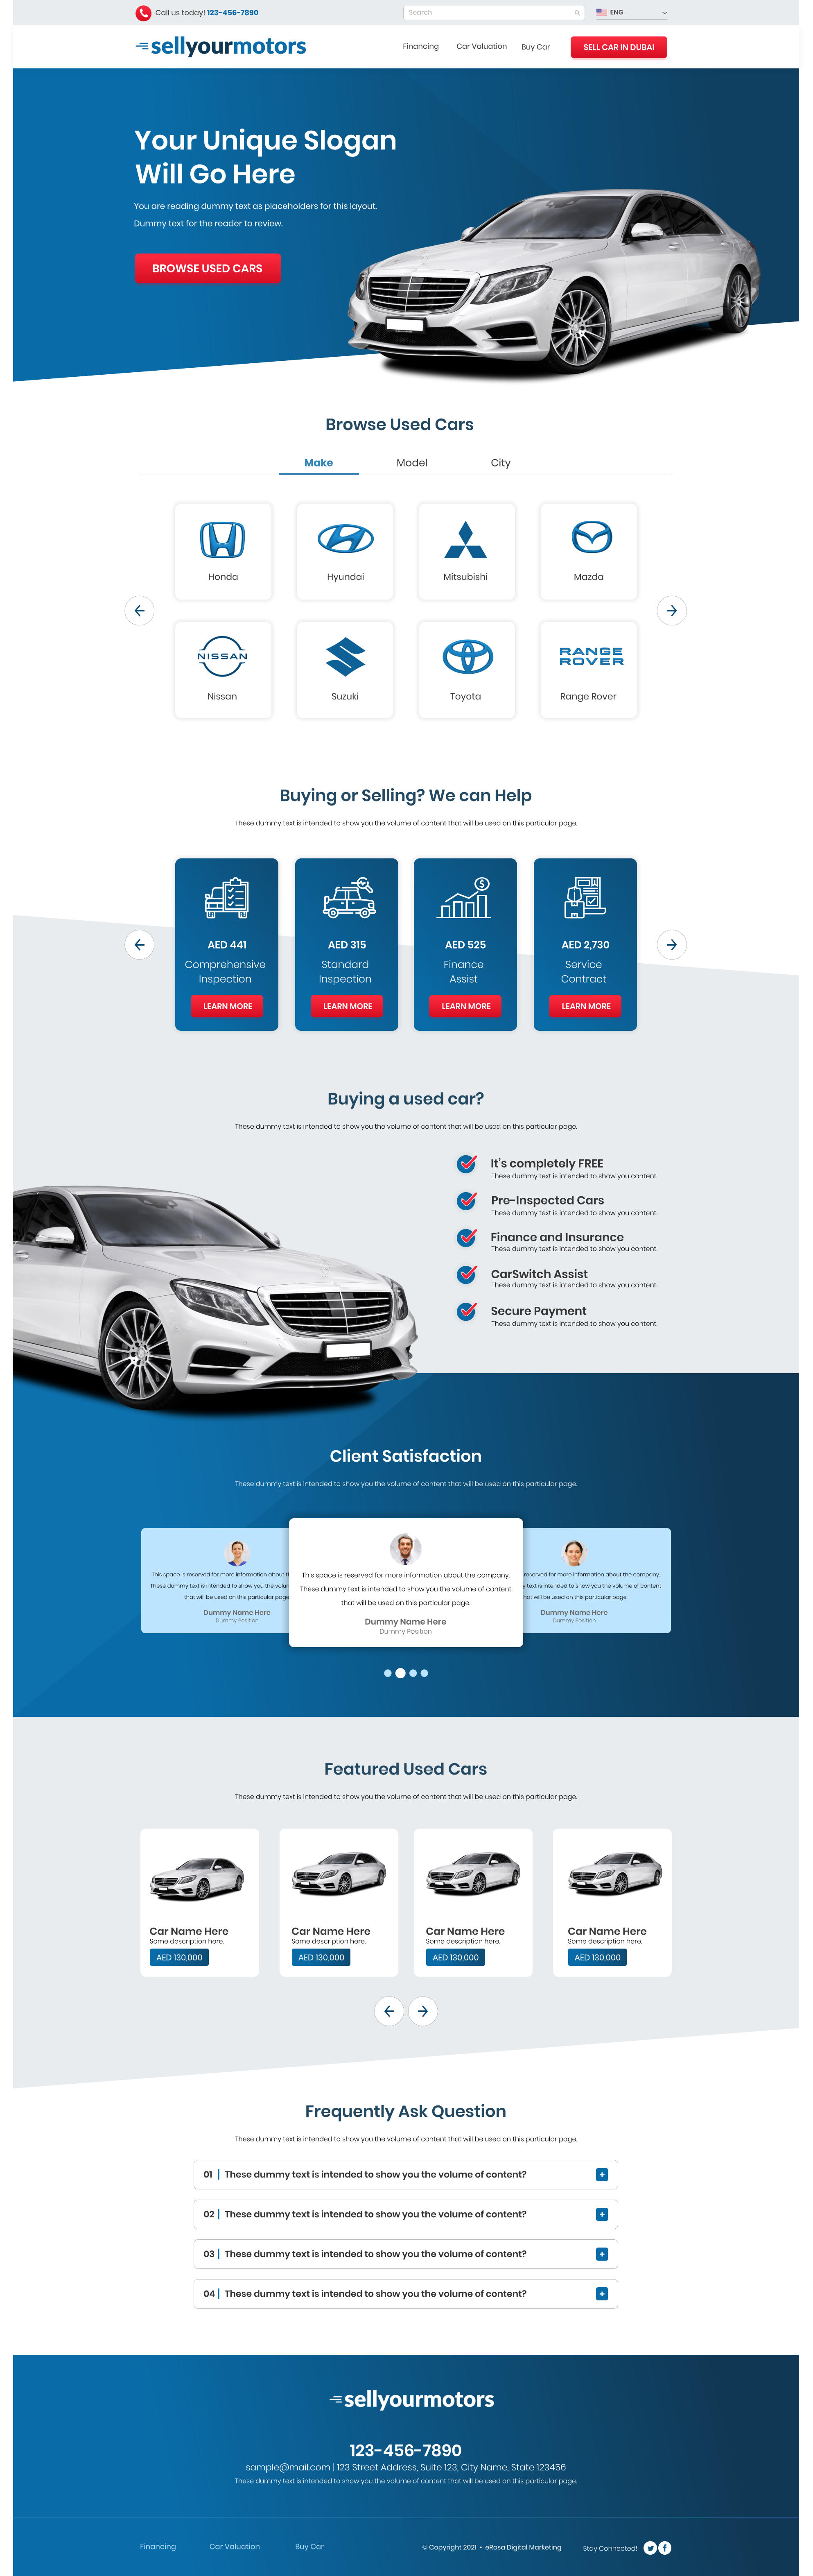 Call us today! 123-456-7890
Search
ENG
sellyourmotors
Financing
Car Valuation
Buy Car
SELL CAR IN DUBAI
Your Unique Slogan
Will Go Here
You are reading dummy text as placeholders for this layout.
Dummy text for the reader to review.
BROWSE USED CARS
Browse Used Cars
Make
Model
City
Honda
Hyundai
Mitsubishi
Mazda
NISSAN
RANGE
ROVER
Nissan
Suzuki
Toyota
Range Rover
Buying or Selling? We can Help
These dummy text is intended to show you the volume of content that will be used on this particular page.
AED 441
Comprehensive
Inspection
LEARN MORE
AED 315
Standard
Inspection
LEARN MORE
AED 525
Finance
Assist
LEARN MORE
AED 2,730
Service
Contract
LEARN MORE
Buying a used car?
These dummy text is intended to show you the volume of content that will be used on this particular page.
It's completely FREE
These dummy text is intended to show you content.
Pre-Inspected Cars
These dummy text is intended to show you content.
Finance and Insurance
These dummy text is intended to show you content.
CarSwitch Assist
These dummy text is intended to show you content.
Secure Payment
These dummy text is intended to show you content.
Client Satisfaction
These dummy text is intended to show you the volume of content that will be used on this particular page.
This space is reserved for more information about
These dummy text is intended to show you the
that will be used on this particular page
Dummy Name Here
Dummy Position
This space is reserved for more information about the company.
These dummy text is intended to show you the volume of content
that will be used on this particular page.
Dummy Name Here
Dummy Position
reserved for more information about the company.
text is intended to show you the volume of content
that will be used on this particular page.
Dummy Name Here
Dummy Position
Featured Used Cars
These dummy text is intended to show you the volume of content that will be used on this particular page.
Car Name Here
Some description here.
AED 130,000
Car Name Here
Some description here.
AED 130,000
Car Name Here
Some description here.
AED 130,000
Car Name Here
Some description here.
AED 130,000
Frequently Ask Question
These dummy text is intended to show you the volume of content that will be used on this particular page.
01 | These dummy text is intended to show you the volume of content? +
02 | These dummy text is intended to show you the volume of content? +
03 | These dummy text is intended to show you the volume of content? +
04 | These dummy text is intended to show you the volume of content? +
sellyourmotors
123-456-7890
sample@mail.com | 123 Street Address, Suite 123, City Name, State 123456
These dummy text is intended to show you the volume of content that will be used on this particular page.
Financing
Car Valuation
Buy Car
© Copyright 2021 • eRosa Digital Marketing
Stay Connected!